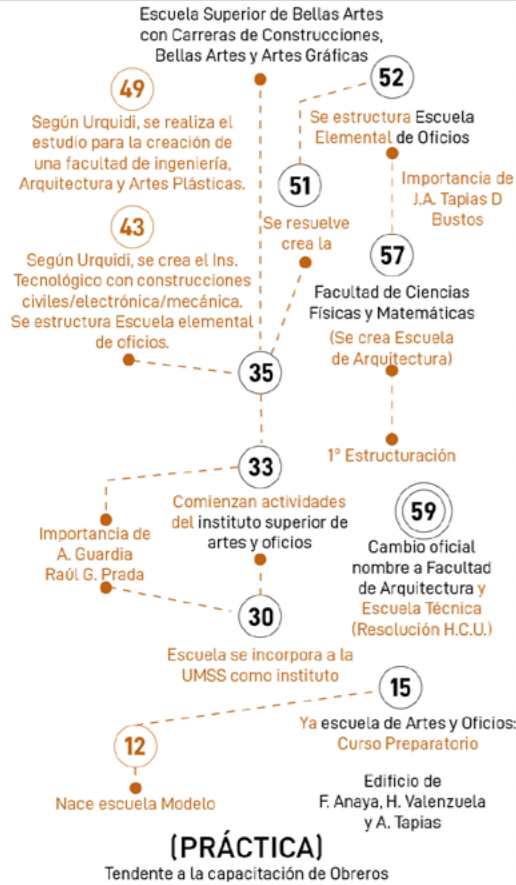 Escuela Superior de Bellas Artes
con Carreras de Construcciones,
Bellas Artes y Artes Gráficas
49
Según Urquidi, se realiza el
estudio para la creación de
una facultad de ingeniería,
Arquitectura y Artes Plásticas.
52
Se estructura Escuela
Elemental de Oficios
51
Se resuelve
crea la
Importancia de
J.A. Tapias D
Bustos
43
Según Urquidi, se crea el Ins.
Tecnológico con construcciones
civiles/electrónica/mecánica.
Se estructura Escuela elemental
de oficios.
57
Facultad de Ciencias
Físicas y Matemáticas
(Se crea Escuela
de Arquitectura)
1° Estructuración
35
33
Comienzan actividades
del instituto superior de
artes y oficios
Importancia de
A. Guardia
Raúl G. Prada
59
Cambio oficial
nombre a Facultad
de Arquitectura y
Escuela Técnica
(Resolución H.C.U.)
30
Escuela se incorpora a la
UMSS como instituto
15
Ya escuela de Artes y Oficios:
Curso Preparatorio
12
Nace escuela Modelo
Edificio de
F. Anaya, H. Valenzuela
y A. Tapias
(PRÁCTICA)
Tendente a la capacitación de Obreros